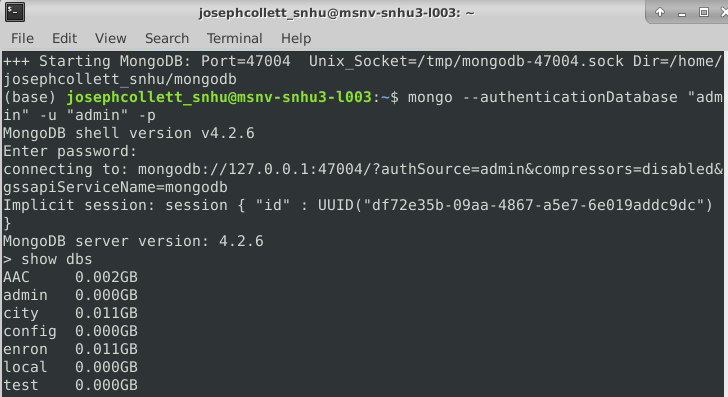 josephcollett_snhu@msnv-snhu3-l003: ~
File Edit View Search Terminal Help
+++ Starting MongoDB: Port=47004  Unix_Socket=/tmp/mongodb-47004.sock Dir=/home/
josephcollett_snhu/mongodb
(base) josephcollett_snhu@msnv-snhu3-l003:~$ mongo --authenticationDatabase "adm
in" -u "admin" -p
MongoDB shell version v4.2.6
Enter password:
connecting to: mongodb://127.0.0.1:47004/?authSource=admin&compressors=disabled&
gssapiServiceName=mongodb
Implicit session: session { "id" : UUID("df72e35b-09aa-4867-a5e7-6e019addc9dc")
}
MongoDB server version: 4.2.6
> show dbs
AAC     0.002GB
admin   0.000GB
city    0.011GB
config  0.000GB
enron   0.011GB
local   0.000GB
test    0.000GB